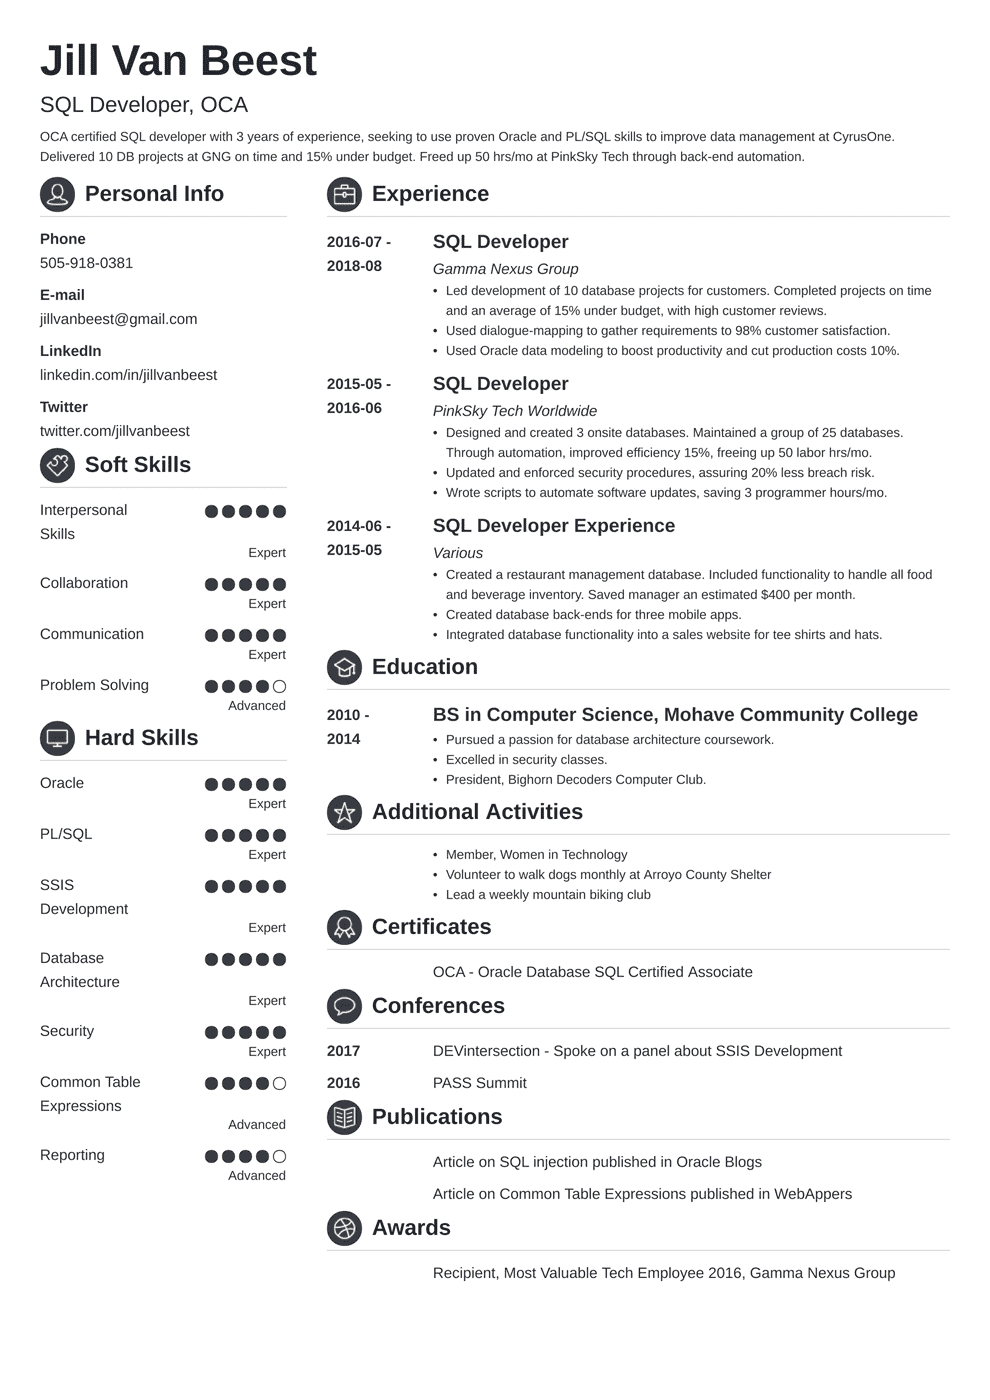 Jill Van Beest
SQL Developer, OCA
OCA certified SQL developer with 3 years of experience, seeking to use proven Oracle and PL/SQL skills to improve data management at CyrusOne.
Delivered 10 DB projects at GNG on time and 15% under budget. Freed up 50 hrs/mo at PinkSky Tech through back-end automation.
Personal Info
Phone
505-918-0381
E-mail
jillvanbeest@gmail.com
LinkedIn
linkedin.com/in/jillvanbeest
Twitter
twitter.com/jillvanbeest
Soft Skills
Interpersonal
Skills
Expert
Collaboration
Expert
Communication
Expert
Problem Solving
Advanced
Hard Skills
Oracle
Expert
PL/SQL
Expert
SSIS
Development
Expert
Database
Architecture
Expert
Security
Expert
Common Table
Expressions
Advanced
Reporting
Advanced
Experience
2016-07 -
2018-08
SQL Developer
Gamma Nexus Group
• Led development of 10 database projects for customers. Completed projects on time
and an average of 15% under budget, with high customer reviews.
• Used dialogue-mapping to gather requirements to 98% customer satisfaction.
• Used Oracle data modeling to boost productivity and cut production costs 10%.
2015-05 -
2016-06
SQL Developer
PinkSky Tech Worldwide
• Designed and created 3 onsite databases. Maintained a group of 25 databases.
Through automation, improved efficiency 15%, freeing up 50 labor hrs/mo.
• Updated and enforced security procedures, assuring 20% less breach risk.
• Wrote scripts to automate software updates, saving 3 programmer hours/mo.
2014-06 -
2015-05
SQL Developer Experience
Various
• Created a restaurant management database. Included functionality to handle all food
and beverage inventory. Saved manager an estimated $400 per month.
• Created database back-ends for three mobile apps.
• Integrated database functionality into a sales website for tee shirts and hats.
Education
2010 -
2014
BS in Computer Science, Mohave Community College
• Pursued a passion for database architecture coursework.
• Excelled in security classes.
• President, Bighorn Decoders Computer Club.
Additional Activities
• Member, Women in Technology
• Volunteer to walk dogs monthly at Arroyo County Shelter
• Lead a weekly mountain biking club
Certificates
OCA - Oracle Database SQL Certified Associate
Conferences
2017 DEVintersection - Spoke on a panel about SSIS Development
2016 PASS Summit
Publications
Article on SQL injection published in Oracle Blogs
Article on Common Table Expressions published in WebAppers
Awards
Recipient, Most Valuable Tech Employee 2016, Gamma Nexus Group